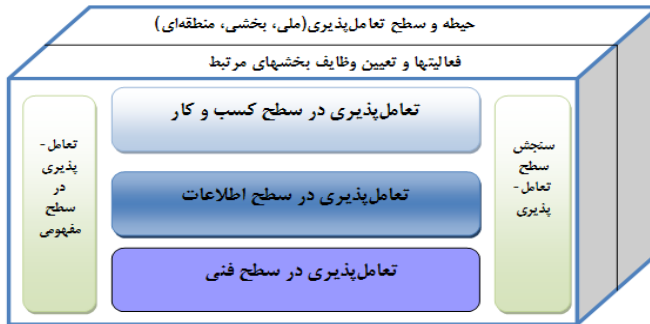 حیطه و سطح تعامل‌پذیری(ملی، بخشی، منطقه‌ای)
فعالیتها و تعیین وظایف بخشهای مرتبط
سنجش
سطح
تعامل-
پذیری
تعامل‌پذیری در سطح کسب و کار
تعامل‌پذیری در سطح اطلاعات
تعامل‌پذیری در سطح فنی
تعامل-
پذیری
در
سطح
مفهومی